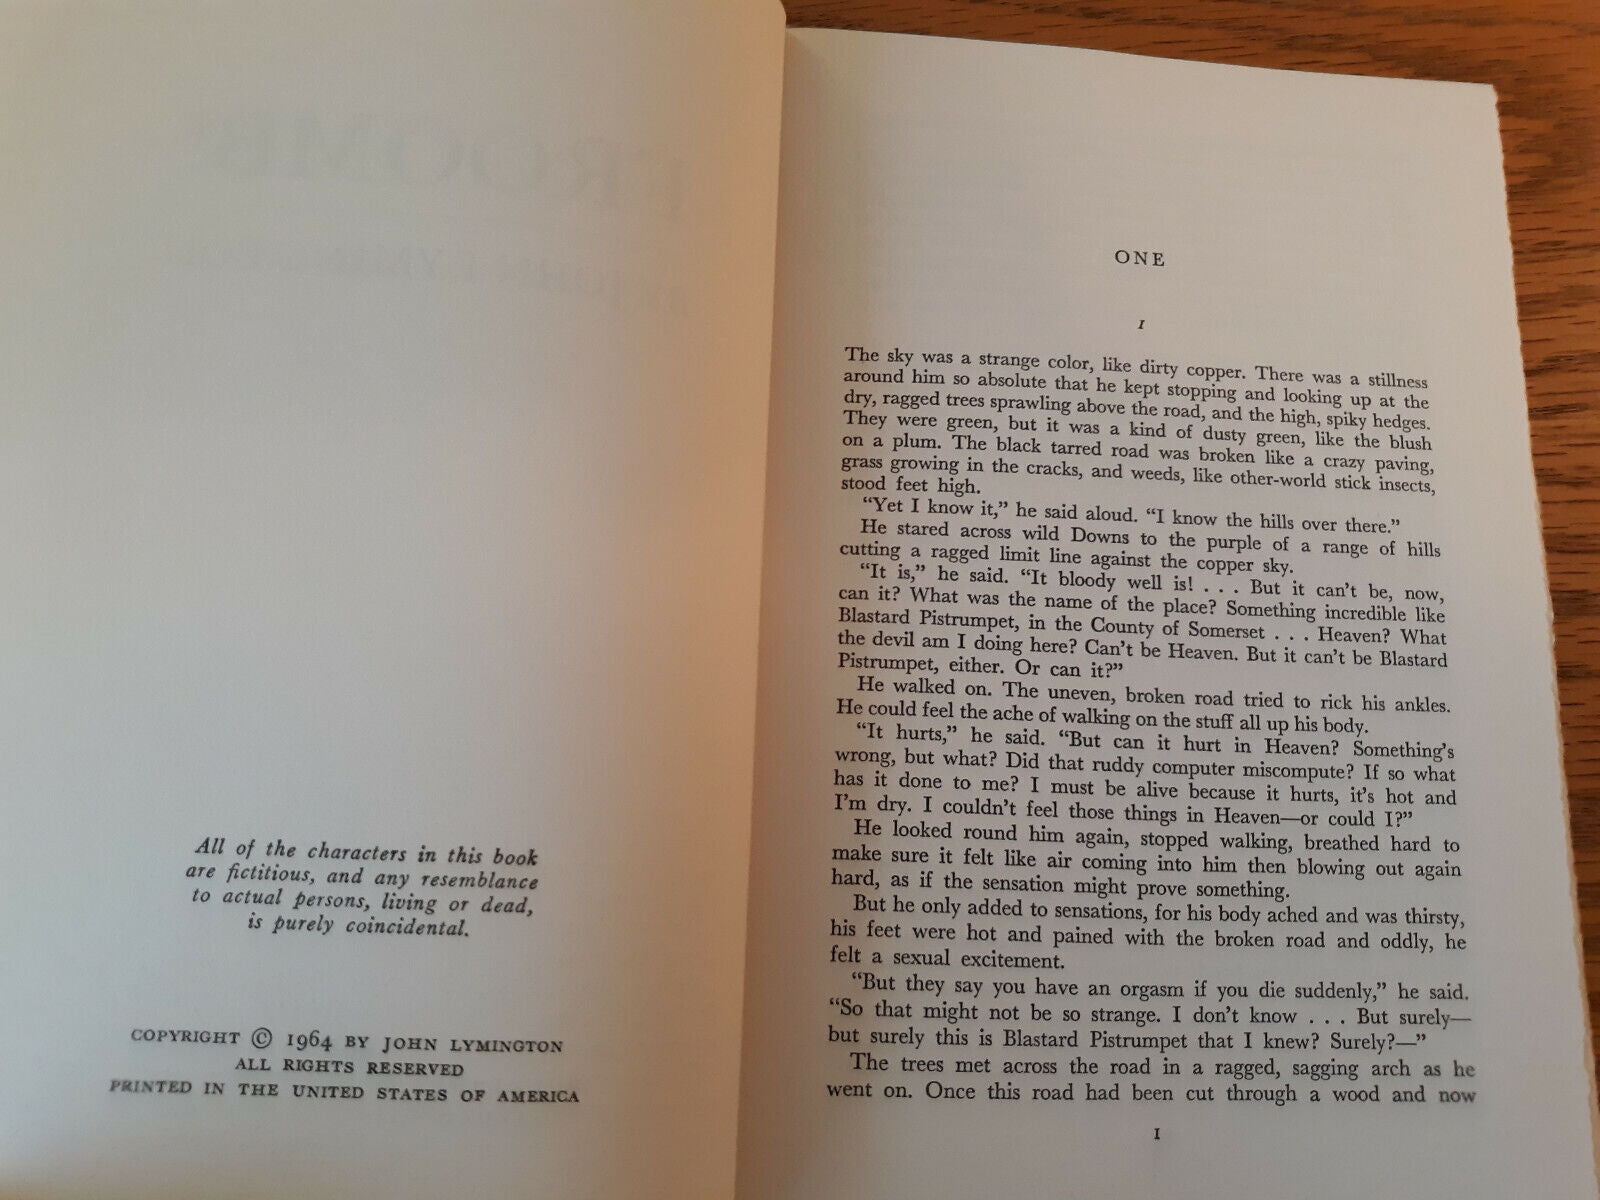 All of the characters in this book
are fictitious, and any resemblance
to actual persons, living or dead,
is purely coincidental.
COPYRIGHT © 1964 BY JOHN LYMINGTON
ALL RIGHTS RESERVED
PRINTED IN THE UNITED STATES OF AMERICA
ONE
I
The sky was a strange color, like dirty copper. There was a stillness
around him so absolute that he kept stopping and looking up at the
dry, ragged trees sprawling above the road, and the high, spiky hedges.
They were green, but it was a kind of dusty green, like the blush
on a plum. The black tarred road was broken like a crazy paving,
grass growing in the cracks, and weeds, like other-world stick insects,
stood feet high.
“Yet I know it,” he said aloud. “I know the hills over there.”
He stared across wild Downs to the purple of a range of hills
cutting a ragged limit line against the copper sky.
“It is,” he said. “It bloody well is! . . . But it can’t be, now,
can it? What was the name of the place? Something incredible like
Blastard Pistrumpet, in the County of Somerset . . . Heaven? What
the devil am I doing here? Can’t be Heaven. But it can’t be Blastard
Pistrumpet, either. Or can it?”
He walked on. The uneven, broken road tried to rick his ankles.
He could feel the ache of walking on the stuff all up his body.
“It hurts,” he said. “But can it hurt in Heaven? Something’s
wrong, but what? Did that ruddy computer miscompute? If so what
has it done to me? I must be alive because it hurts, it’s hot and
I’m dry. I couldn’t feel those things in Heaven—or could I?”
He looked round him again, stopped walking, breathed hard to
make sure it felt like air coming into him then blowing out again
hard, as if the sensation might prove something.
But he only added to sensations, for his body ached and was thirsty,
his feet were hot and pained with the broken road and oddly, he
felt a sexual excitement.
“But they say you have an orgasm if you die suddenly,” he said.
“So that might not be so strange. I don’t know . . . But surely—
but surely this is Blastard Pistrumpet that I knew? Surely?—”
The trees met across the road in a ragged, sagging arch as he
went on. Once this road had been cut through a wood and now
I